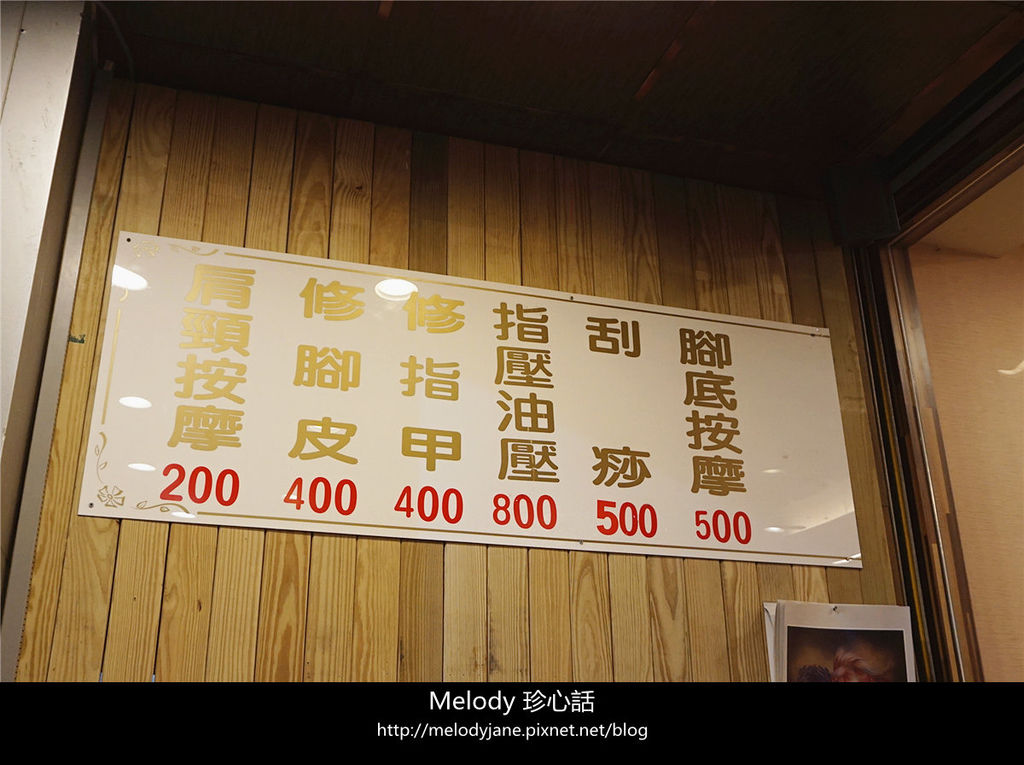 腳底按摩
500
刮痧
500
指壓油壓
800
修指甲
400
修腳皮
400
肩頸按摩
200
Melody 珍心話
http://melodyjane.pixnet.net/blog